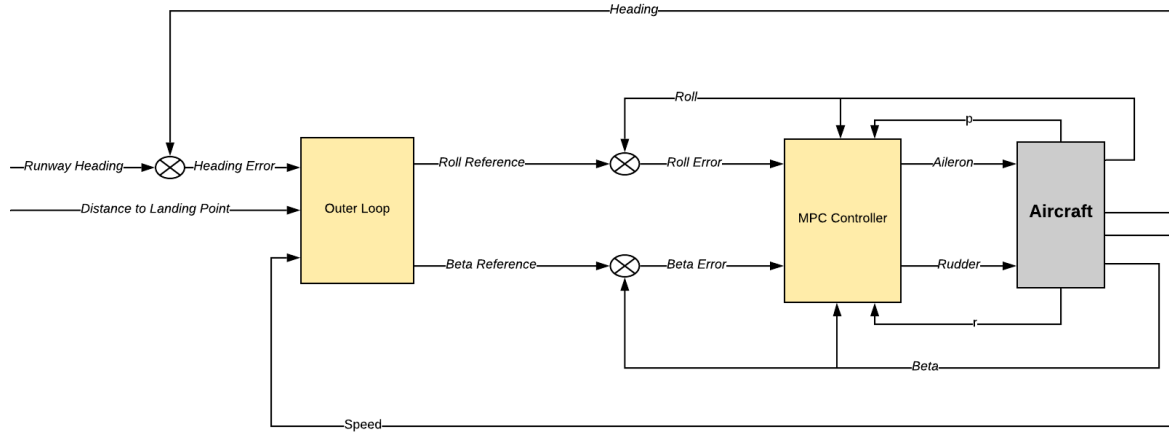 Heading
Roll
p
Runway Heading
Heading Error
Roll Reference
Roll Error
Aileron
Distance to Landing Point
Outer Loop
MPC Controller
Aircraft
Beta Reference
Beta Error
Rudder
r
Beta
Speed